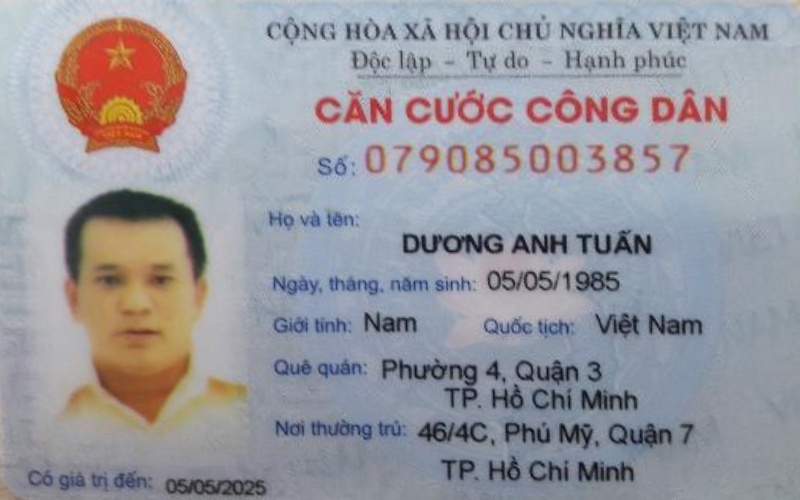 CỘNG HÒA XÃ HỘI CHỦ NGHĨA VIỆT NAM
Độc lập - Tự do - Hạnh phúc
CĂN CƯỚC CÔNG DÂN
Số: 079085003857
Họ và tên:
DƯƠNG ANH TUẤN
Ngày, tháng, năm sinh: 05/05/1985
Giới tính: Nam Quốc tịch: Việt Nam
Quê quán: Phường 4, Quận 3
TP. Hồ Chí Minh
Nơi thường trú: 46/4C, Phú Mỹ, Quận 7
TP. Hồ Chí Minh
Có giá trị đến: 05/05/2025